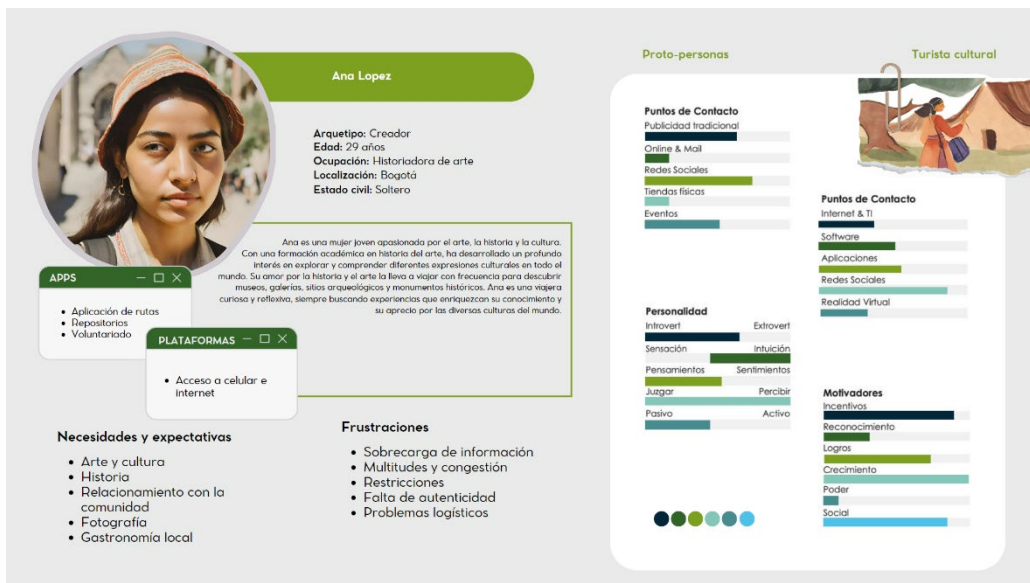 Ana Lopez
Arquetipo: Creador
Edad: 29 años
Ocupación: Historiadora de arte
Localización: Bogotá
Estado civil: Soltero
Ana es una mujer joven apasionada por el arte, la historia y la cultura.
Con una formación académica en historia del arte, ha desarrollado un profundo
interés en explorar y comprender diferentes expresiones culturales en todo el
mundo. Su amor por la historia y el arte la lleva a viajar con frecuencia para descubrir
museos, galerías, sitios arqueológicos y monumentos históricos. Ana es una viajera
curiosa y reflexiva, siempre buscando experiencias que enriquezcan su conocimiento y
su aprecio por las diversas culturas del mundo.
APPS
• Aplicación de rutas
• Repositorios
• Voluntariado
PLATAFORMAS
• Acceso a celular e
internet
Necesidades y expectativas
• Arte y cultura
• Historia
• Relacionamiento con la
comunidad
• Fotografía
• Gastronomía local
Frustraciones
• Sobrecarga de información
• Multitudes y congestión
• Restricciones
• Falta de autenticidad
• Problemas logísticos
Proto-personas
Turista cultural
Puntos de Contacto
Publicidad tradicional
Online & Mail
Redes Sociales
Tiendas físicas
Eventos
Puntos de Contacto
Internet & TI
Software
Aplicaciones
Redes Sociales
Realidad Virtual
Personalidad
Introvert Extrovert
Sensación Intuición
Pensamientos Sentimientos
Juzgar Percibir
Pasivo Activo
Motivadores
Incentivos
Reconocimiento
Logros
Crecimiento
Poder
Social